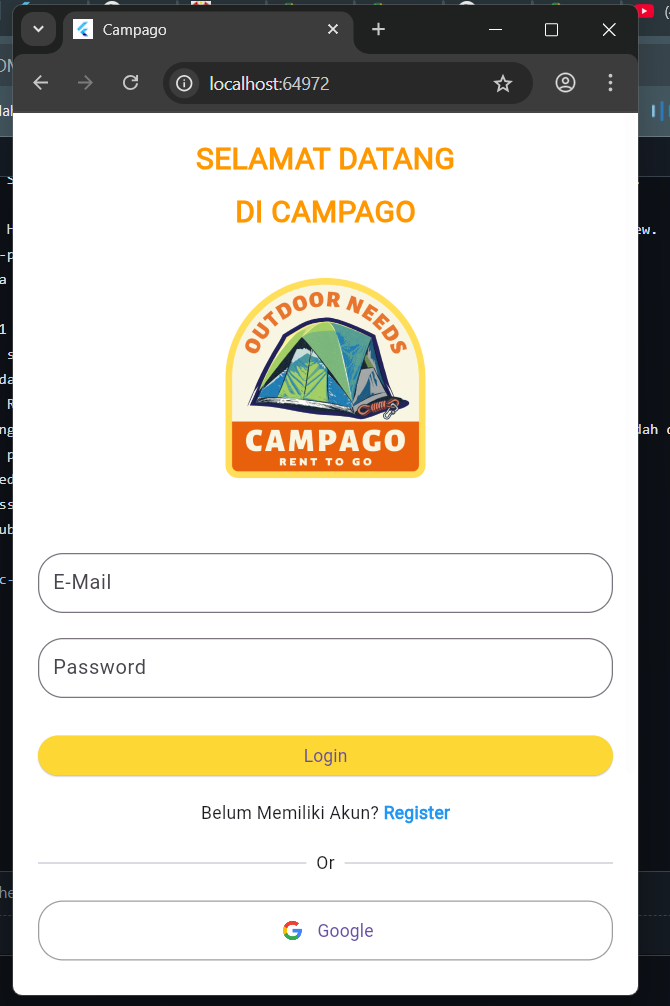 Campago
localhost:64972
SELAMAT DATANG
DI CAMPAGO
OUTDOOR NEEDS
CAMPAGO
RENT TO GO
E-Mail
Password
Login
Belum Memiliki Akun? Register
Or
Google